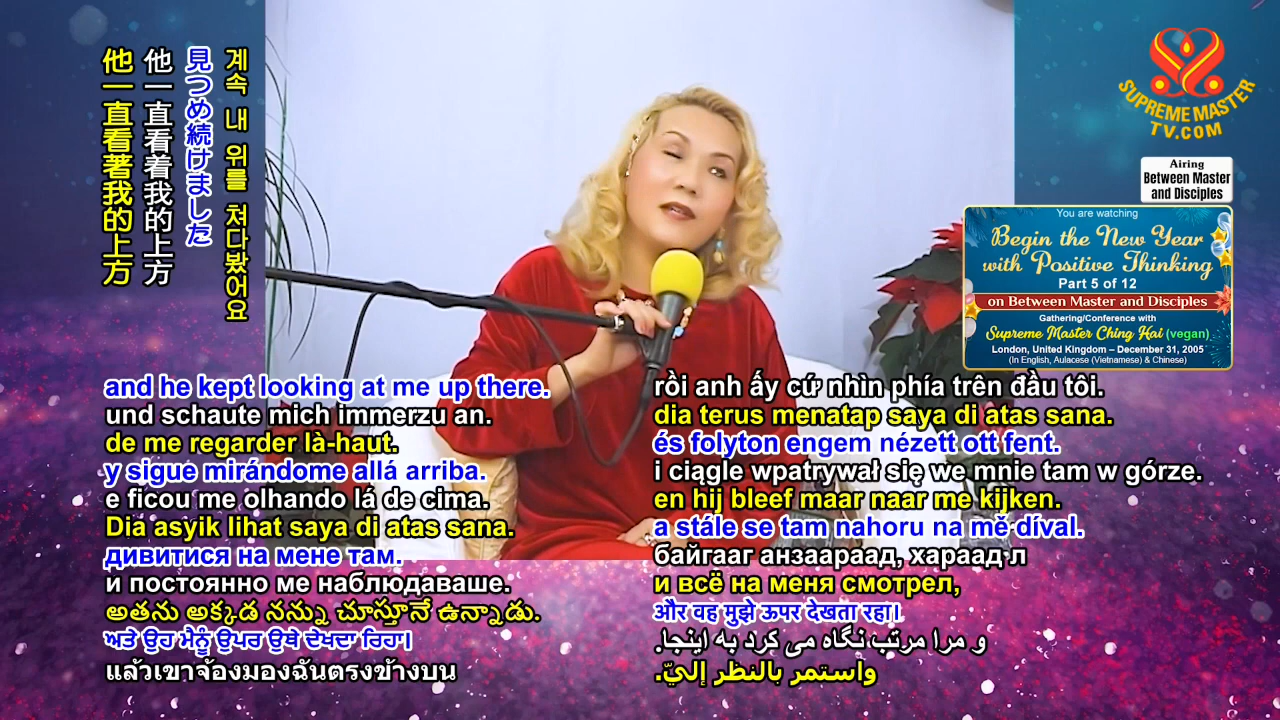 계속 내 위를 쳐다봤어요
見つめ続けました
他一直看着我的上方
他一直看著我的上方
SUPREME MASTER
TV.COM
Airing
Between Master
and Disciples
You are watching
Begin the New Year
with Positive Thinking
Part 5 of 12
on Between Master and Disciples
Gathering/Conference with
Supreme Master Ching Hai (vegan)
London, United Kingdom – December 31, 2005
(In English, Aulacese (Vietnamese) & Chinese)
and he kept looking at me up there.
und schaute mich immerzu an.
de me regarder là-haut.
y sigue mirándome allá arriba.
e ficou me olhando lá de cima.
Dia asyik lihat saya di atas sana.
дивитися на мене там.
и постоянно ме наблюдаваше.
అతను అక్కడ నన్ను చూస్తూనే ఉన్నాడు.
ਅਤੇ ਉਹ ਮੈਨੂੰ ਉਪਰ ਉਥੇ ਦੇਖਦਾ ਰਿਹਾ।
แล้วเขาจ้องมองฉันตรงข้างบน
rồi anh ấy cứ nhìn phía trên đầu tôi.
dia terus menatap saya di atas sana.
és folyton engem nézett ott fent.
i ciągle wpatrywał się we mnie tam w górze.
en hij bleef maar naar me kijken.
a stále se tam nahoru na mě díval.
байгааг анзаараад, хараад л
и всё на меня смотрел,
और वह मुझे ऊपर देखता रहा।
و مرا مرتب نگاه می کرد به اینجا.
واستمر بالنظر إليّ.